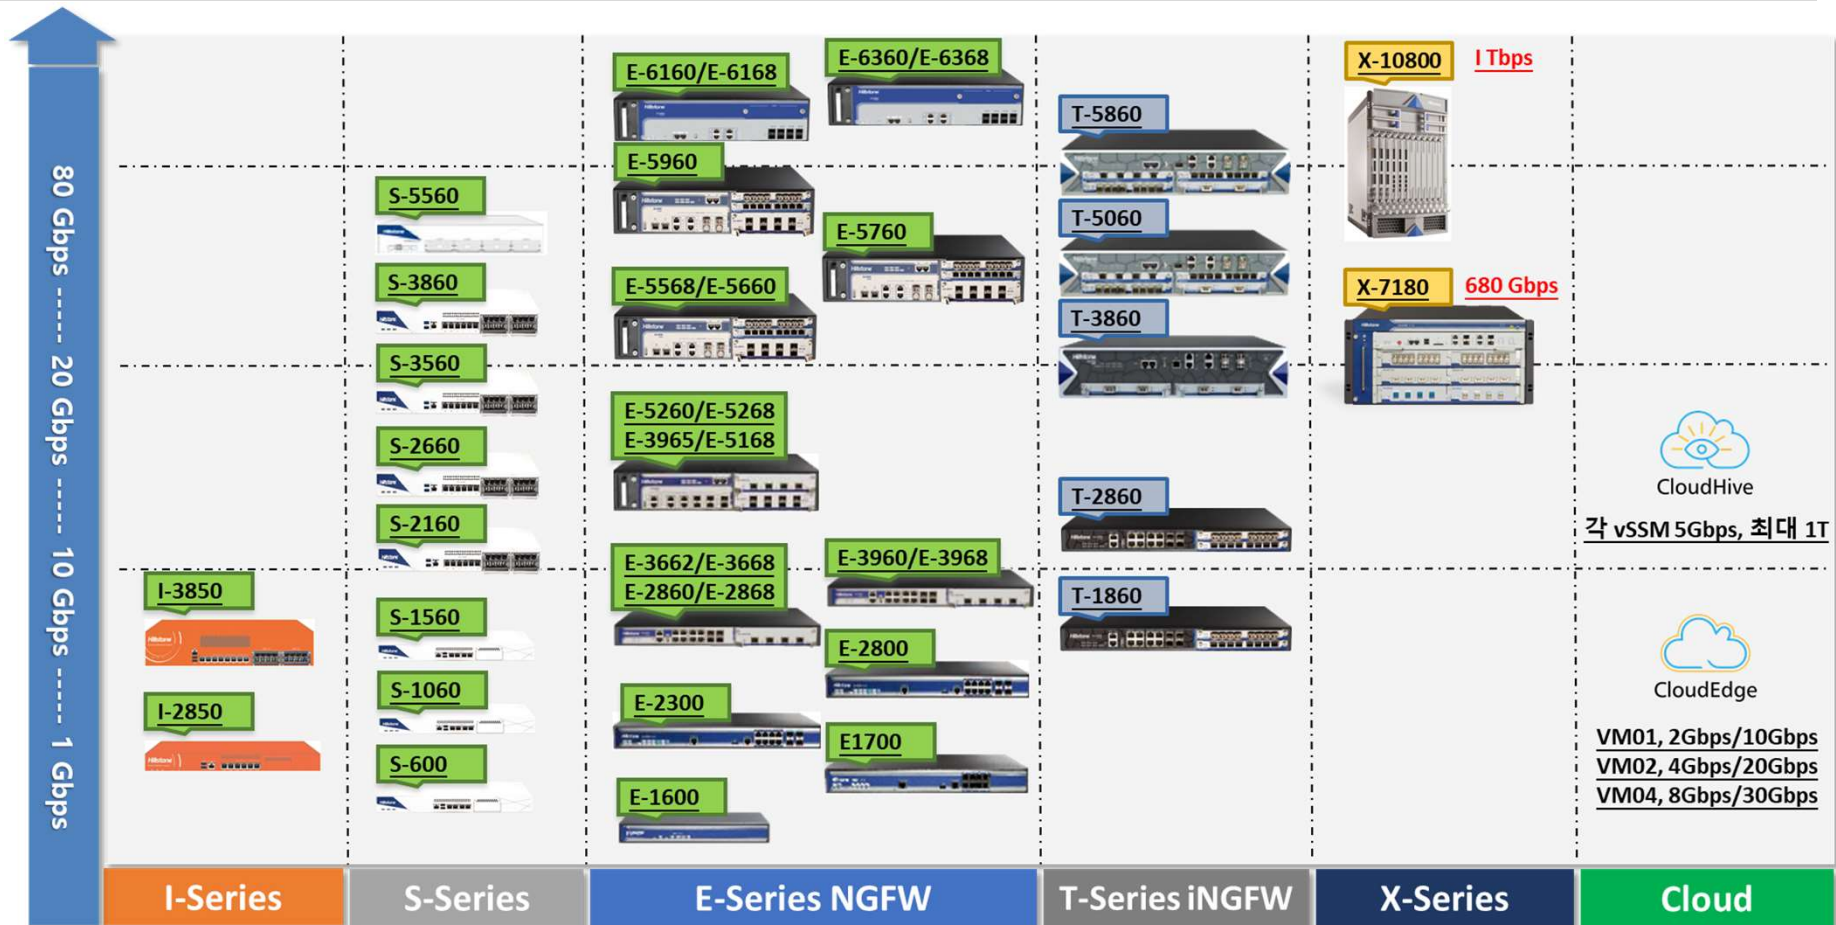 80 Gbps ------ 20 Gbps ------ 10 Gbps ------ 1 Gbps
I-3850
I-2850
S-5560
S-3860
S-3560
S-2660
S-2160
S-1560
S-1060
S-600
E-6160/E-6168
E-6360/E-6368
E-5960
E-5760
E-5568/E-5660
E-5260/E-5268
E-3965/E-5168
E-3662/E-3668
E-2860/E-2868
E-3960/E-3968
E-2800
E-2300
E1700
E-1600
T-5860
T-5060
T-3860
T-2860
T-1860
X-10800
I Tbps
X-7180
680 Gbps
CloudHive
각 vSSM 5Gbps, 최대 1T
CloudEdge
VM01, 2Gbps/10Gbps
VM02, 4Gbps/20Gbps
VM04, 8Gbps/30Gbps
I-Series
S-Series
E-Series NGFW
T-Series iNGFW
X-Series
Cloud